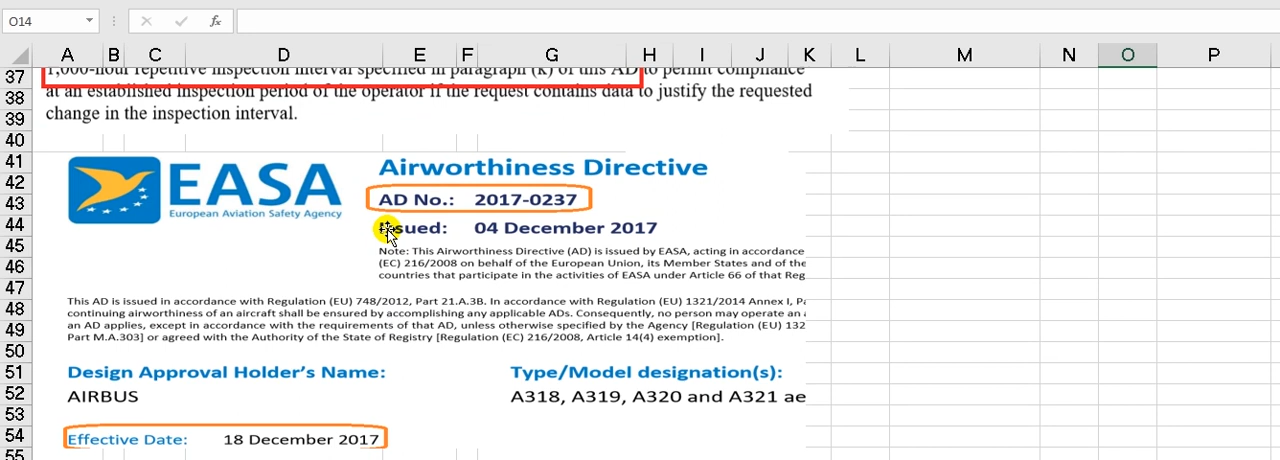 O14
fx
A B C D E F G H I J K L M N O P
37 1,000-hour repetitive inspection interval specified in paragraph (k) of this AD to permit compliance
38 at an established inspection period of the operator if the request contains data to justify the requested
39 change in the inspection interval.
40
41 Airworthiness Directive
42 EASA
43 AD No.: 2017-0237
European Aviation Safety Agency
44 Issued: 04 December 2017
45 Note: This Airworthiness Directive (AD) is issued by EASA, acting in accordance
46 (EC) 216/2008 on behalf of the European Union, its Member States and of the
countries that participate in the activities of EASA under Article 66 of that Reg
47
48 This AD is issued in accordance with Regulation (EU) 748/2012, Part 21.A.3B. In accordance with Regulation (EU) 1321/2014 Annex I, Pa
continuing airworthiness of an aircraft shall be ensured by accomplishing any applicable ADs. Consequently, no person may operate an a
49 an AD applies, except in accordance with the requirements of that AD, unless otherwise specified by the Agency [Regulation (EU) 132
Part M.A.303] or agreed with the Authority of the State of Registry [Regulation (EC) 216/2008, Article 14(4) exemption].
50
51 Design Approval Holder's Name: Type/Model designation(s):
52 AIRBUS A318, A319, A320 and A321 ae
53
54 Effective Date: 18 December 2017
55